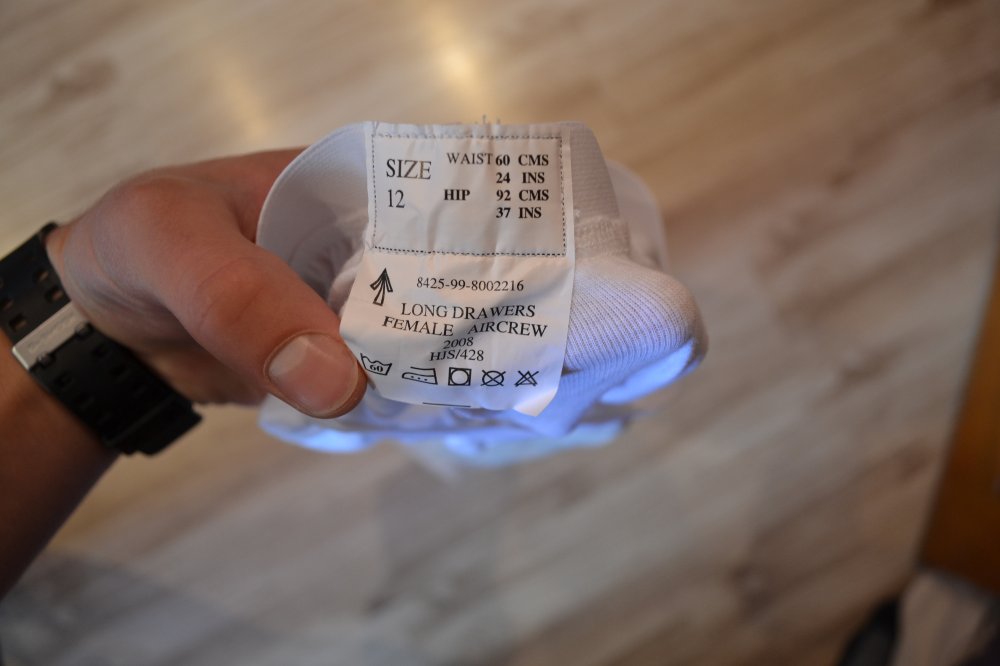 SIZE WAIST 60 CMS
24 INS
12 HIP 92 CMS
37 INS
8425-99-8002216
LONG DRAWERS
FEMALE AIRCREW
2008
HJS/428
60